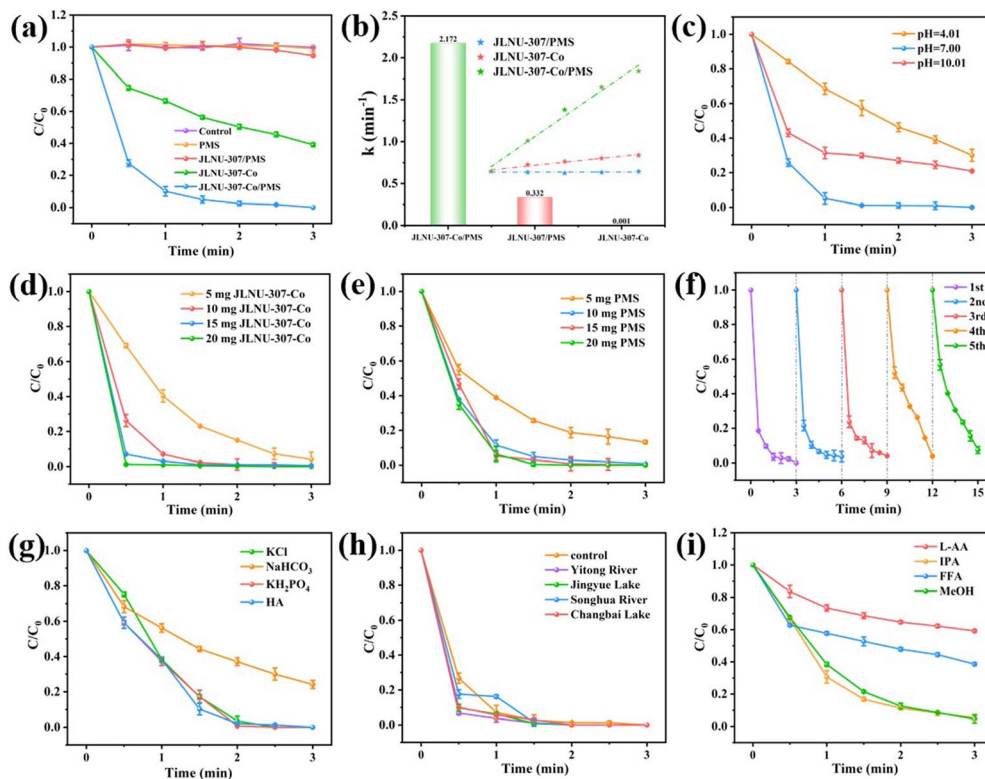 (a)
C/C0
1.2
1.0
0.8
0.6
0.4
0.2
0.0
Control
PMS
JLNU-307/PMS
JLNU-307-Co
JLNU-307-Co/PMS
0 1 2 3
Time (min)
(b)
k (min⁻¹)
2.5
2.0
1.5
1.0
0.5
0.0
2.172
0.332
0.001
JLNU-307/PMS
JLNU-307-Co
JLNU-307-Co/PMS
JLNU-307-Co/PMS JLNU-307/PMS JLNU-307-Co
(c)
C/C0
1.0
0.8
0.6
0.4
0.2
0.0
pH=4.01
pH=7.00
pH=10.01
0 1 2 3
Time (min)
(d)
C/C0
1.0
0.8
0.6
0.4
0.2
0.0
5 mg JLNU-307-Co
10 mg JLNU-307-Co
15 mg JLNU-307-Co
20 mg JLNU-307-Co
0 1 2 3
Time (min)
(e)
C/C0
1.0
0.8
0.6
0.4
0.2
0.0
5 mg PMS
10 mg PMS
15 mg PMS
20 mg PMS
0 1 2 3
Time (min)
(f)
C/C0
1.0
0.8
0.6
0.4
0.2
0.0
1st
2nd
3rd
4th
5th
0 3 6 9 12 15
Time (min)
(g)
C/C0
1.0
0.8
0.6
0.4
0.2
0.0
KCl
NaHCO3
KH2PO4
HA
0 1 2 3
Time (min)
(h)
C/C0
1.0
0.8
0.6
0.4
0.2
0.0
control
Yitong River
Jingyue Lake
Songhua River
Changbai Lake
0 1 2 3
Time (min)
(i)
C/C0
1.0
0.8
0.6
0.4
0.2
0.0
L-AA
IPA
FFA
MeOH
0 1 2 3
Time (min)